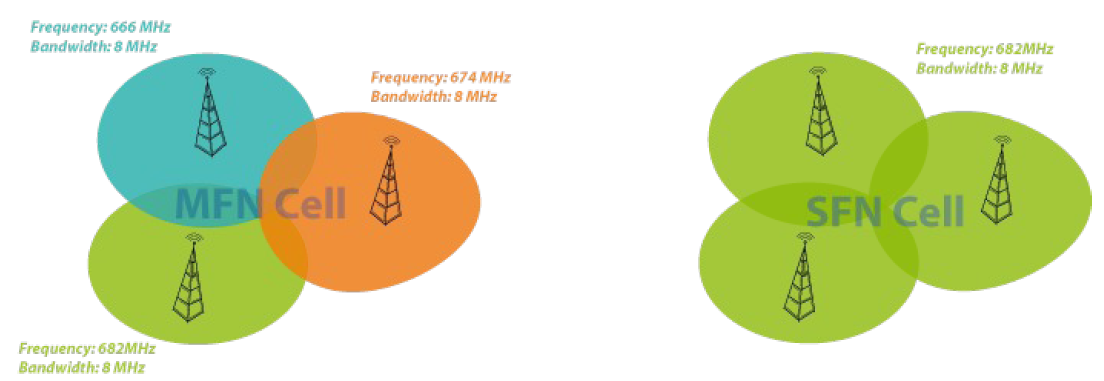 Frequency: 666 MHz
Bandwidth: 8 MHz
Frequency: 674 MHz
Bandwidth: 8 MHz
MFN Cell
Frequency: 682MHz
Bandwidth: 8 MHz
Frequency: 682MHz
Bandwidth: 8 MHz
SFN Cell